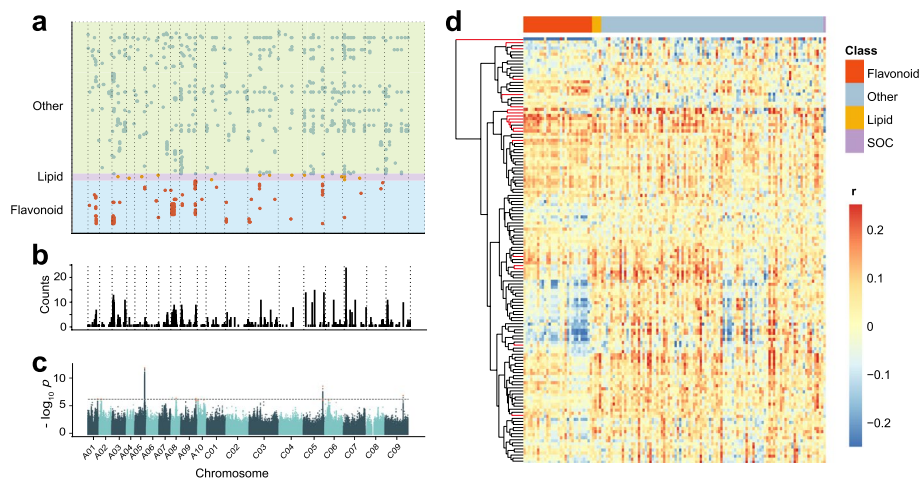 a
Other
Lipid
Flavonoid
b
Counts
20
10
0
c
- log10 p
10
5
0
A01 A02 A03 A04 A05 A06 A07 A08 A09 A10 C01 C02 C03 C04 C05 C06 C07 C08 C09
Chromosome
d
Class
Flavonoid
Other
Lipid
SOC
r
0.2
0.1
0
−0.1
−0.2